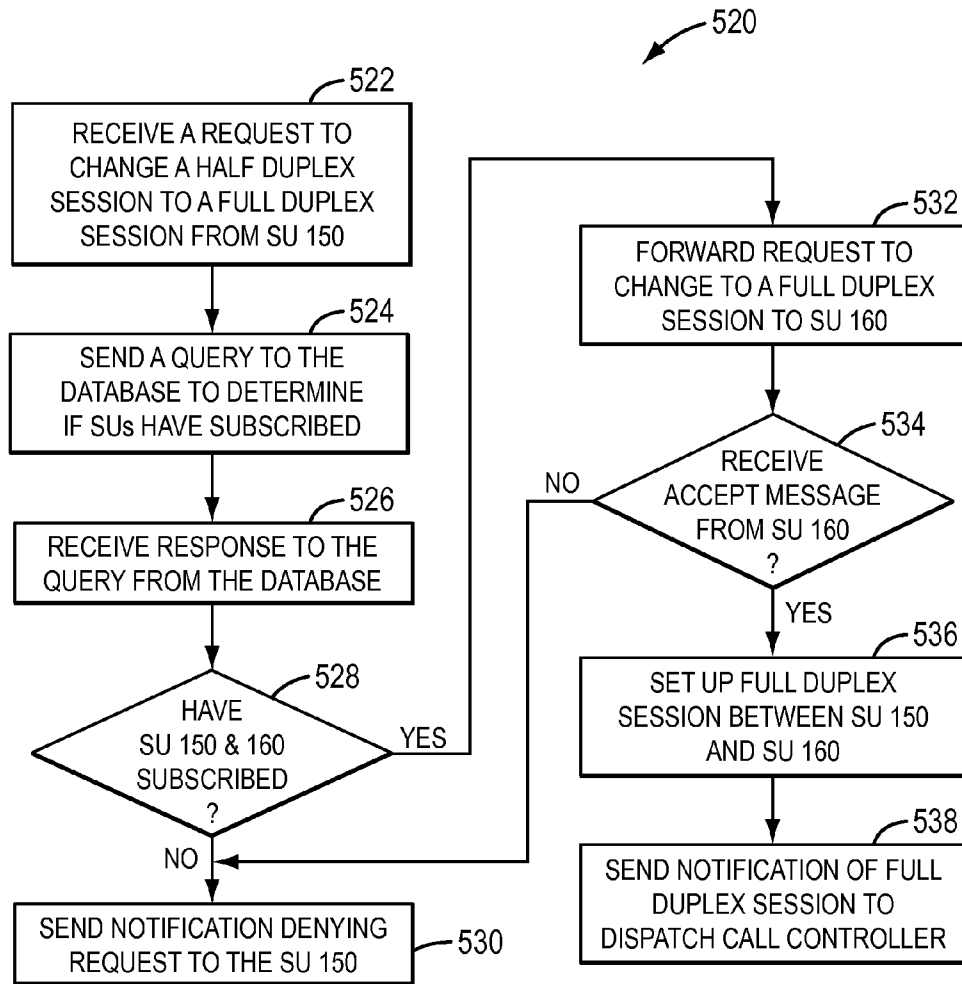 520
522
RECEIVE A REQUEST TO
CHANGE A HALF DUPLEX
SESSION TO A FULL DUPLEX
SESSION FROM SU 150
524
SEND A QUERY TO THE
DATABASE TO DETERMINE
IF SUs HAVE SUBSCRIBED
526
RECEIVE RESPONSE TO THE
QUERY FROM THE DATABASE
528
HAVE
SU 150 & 160
SUBSCRIBED
?
YES
NO
SEND NOTIFICATION DENYING
REQUEST TO THE SU 150
530
532
FORWARD REQUEST TO
CHANGE TO A FULL DUPLEX
SESSION TO SU 160
534
RECEIVE
ACCEPT MESSAGE
FROM SU 160
?
NO
YES
536
SET UP FULL DUPLEX
SESSION BETWEEN SU 150
AND SU 160
538
SEND NOTIFICATION OF FULL
DUPLEX SESSION TO
DISPATCH CALL CONTROLLER